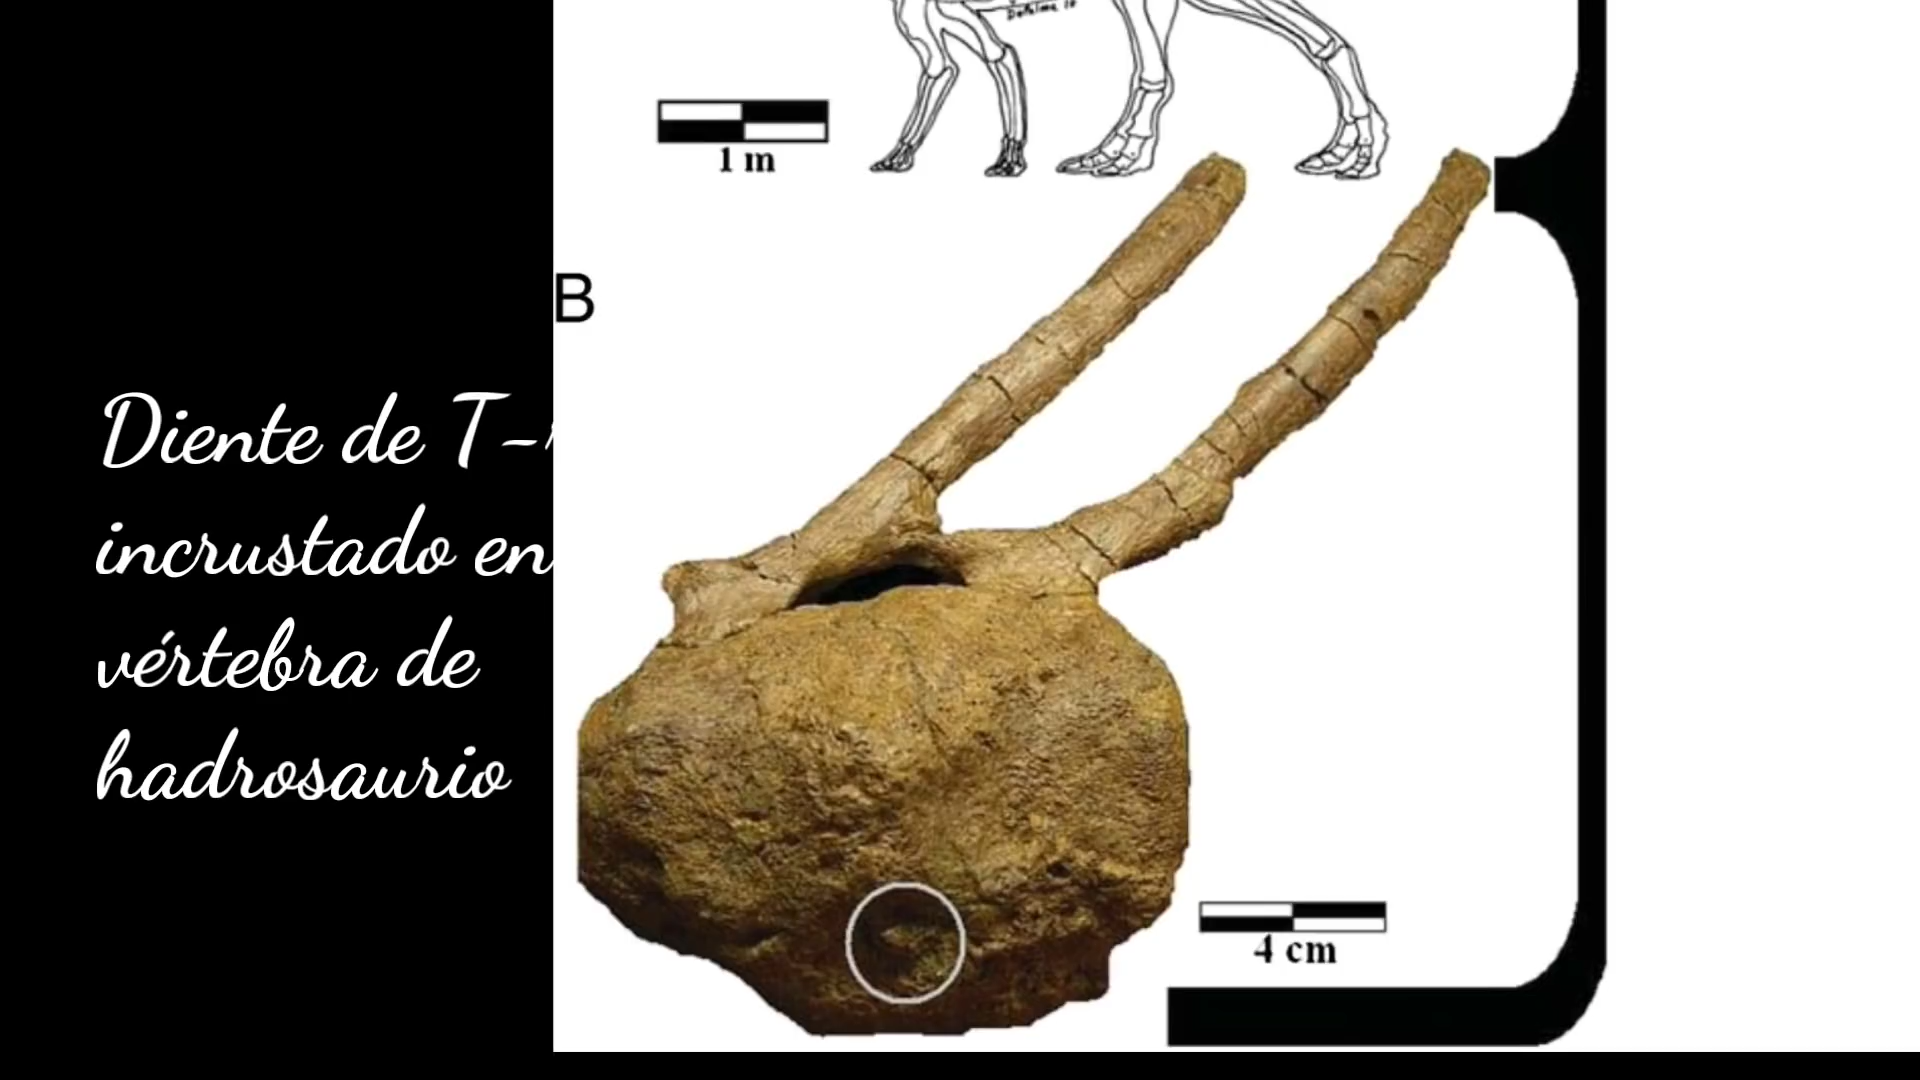 1 m
B
Diente de T-
incrustado en
vértebra de
hadrosaurio
4 cm